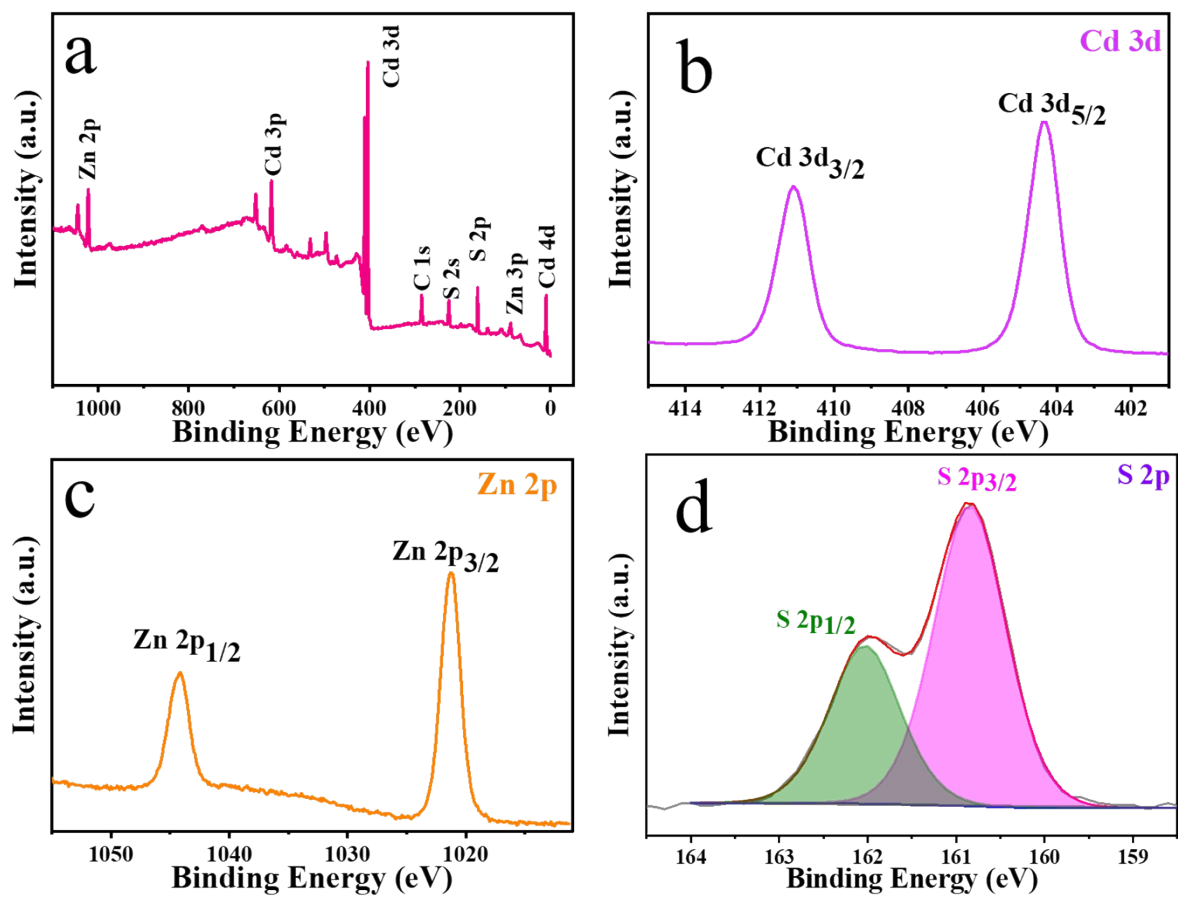 a
Zn 2p
Cd 3p
Cd 3d
C 1s
S 2s
S 2p
Zn 3p
Cd 4d
Intensity (a.u.)
1000 800 600 400 200 0
Binding Energy (eV)
b
Cd 3d
Cd 3d3/2
Cd 3d5/2
Intensity (a.u.)
414 412 410 408 406 404 402
Binding Energy (eV)
c
Zn 2p
Zn 2p1/2
Zn 2p3/2
Intensity (a.u.)
1050 1040 1030 1020
Binding Energy (eV)
d
S 2p3/2
S 2p
S 2p1/2
Intensity (a.u.)
164 163 162 161 160 159
Binding Energy (eV)